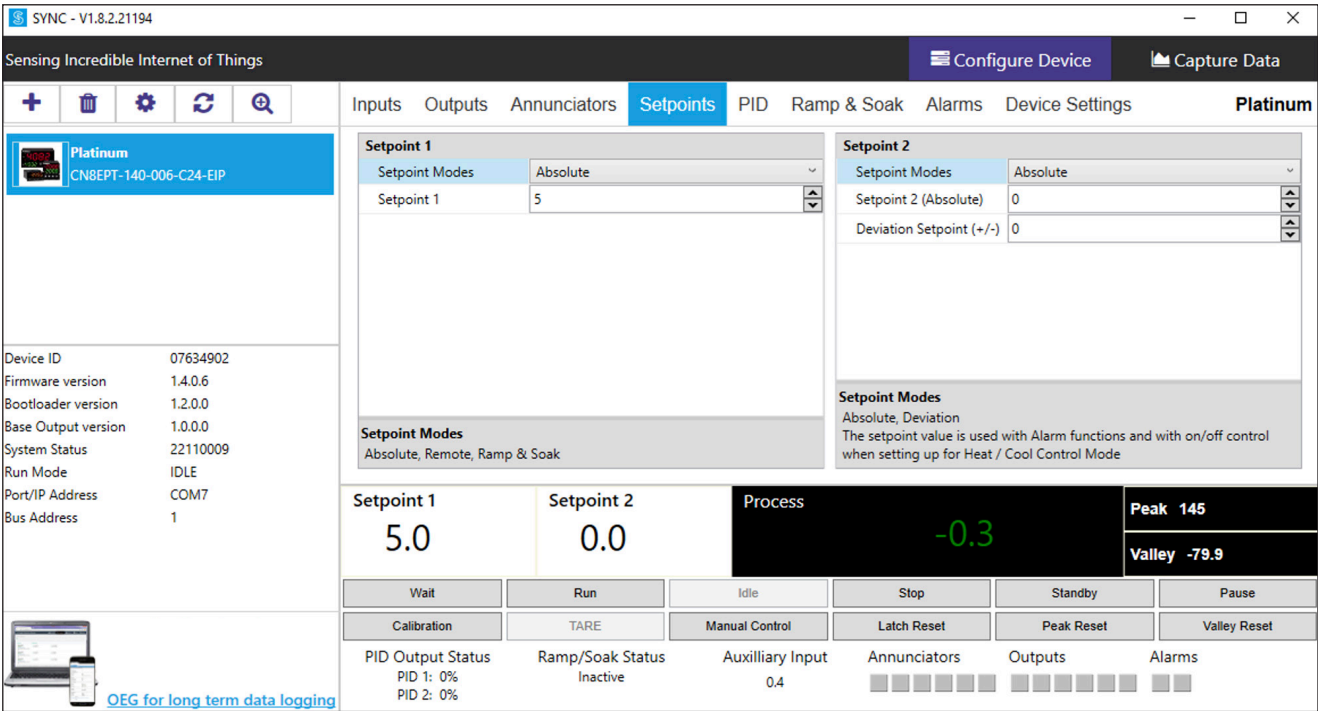 SYNC - V1.8.2.21194
Sensing Incredible Internet of Things
Configure Device
Capture Data
Inputs Outputs Annunciators Setpoints PID Ramp & Soak Alarms Device Settings Platinum
Platinum
CN8EPT-140-006-C24-EIP
Device ID 07634902
Firmware version 1.4.0.6
Bootloader version 1.2.0.0
Base Output version 1.0.0.0
System Status 22110009
Run Mode IDLE
Port/IP Address COM7
Bus Address 1
OEG for long term data logging
Setpoint 1
Setpoint Modes Absolute
Setpoint 1 5
Setpoint Modes
Absolute, Remote, Ramp & Soak
Setpoint 2
Setpoint Modes Absolute
Setpoint 2 (Absolute) 0
Deviation Setpoint (+/-) 0
Setpoint Modes
Absolute, Deviation
The setpoint value is used with Alarm functions and with on/off control
when setting up for Heat / Cool Control Mode
Setpoint 1
5.0
Setpoint 2
0.0
Process
-0.3
Peak 145
Valley -79.9
Wait Run Idle Stop Standby Pause
Calibration TARE Manual Control Latch Reset Peak Reset Valley Reset
PID Output Status
PID 1: 0%
PID 2: 0%
Ramp/Soak Status
Inactive
Auxilliary Input
0.4
Annunciators
Outputs
Alarms